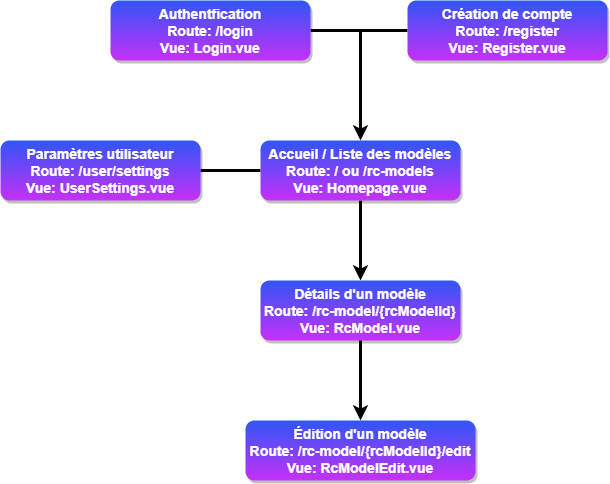 Authentfication
Route: /login
Vue: Login.vue
Création de compte
Route: /register
Vue: Register.vue
Paramètres utilisateur
Route: /user/settings
Vue: UserSettings.vue
Accueil / Liste des modèles
Route: / ou /rc-models
Vue: Homepage.vue
Détails d'un modèle
Route: /rc-model/{rcModelId}
Vue: RcModel.vue
Édition d'un modèle
Route: /rc-model/{rcModelId}/edit
Vue: RcModelEdit.vue